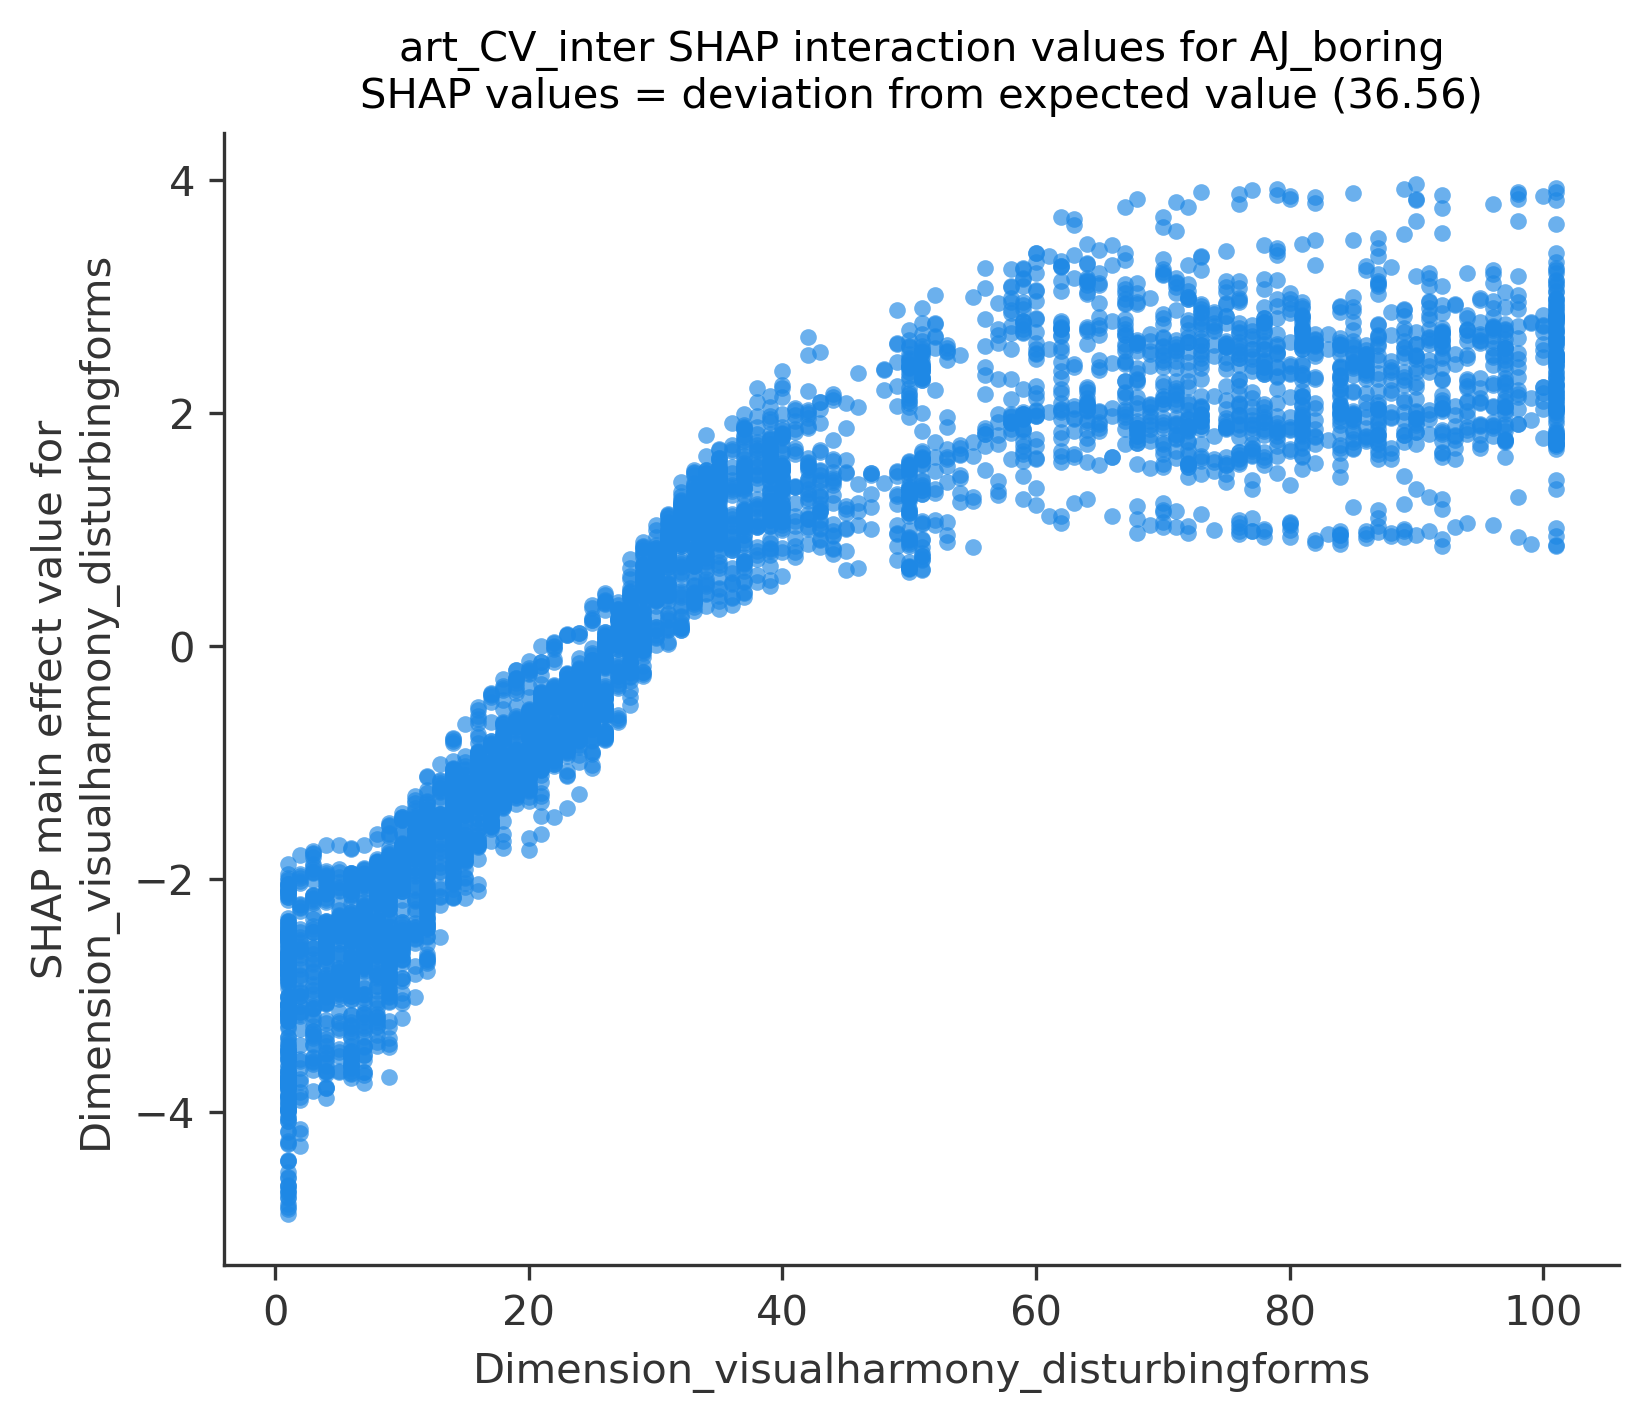 art_CV_inter SHAP interaction values for AJ_boring
SHAP values = deviation from expected value (36.56)
SHAP main effect value for
Dimension_visualharmony_disturbingforms
4
2
0
−2
−4
0
20
40
60
80
100
Dimension_visualharmony_disturbingforms